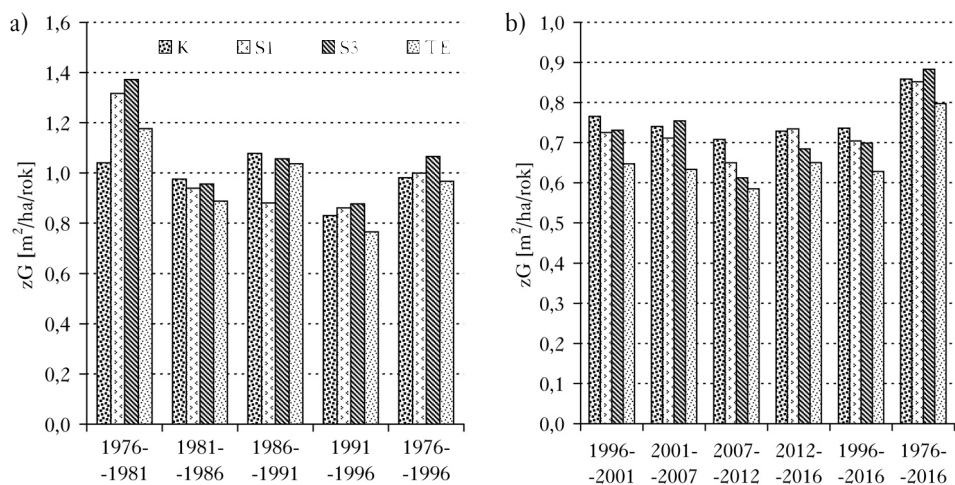 a)
1,6
1,4
1,2
1,0
0,8
0,6
0,4
0,2
0,0
zG [m²/ha/rok]
K S1 S3 TE
1976- 1981- 1986- 1991 1976-
-1981 -1986 -1991 -1996 -1996
b)
1,0
0,9
0,8
0,7
0,6
0,5
0,4
0,3
0,2
0,1
0,0
zG [m²/ha/rok]
1996- 2001- 2007- 2012- 1996- 1976-
-2001 -2007 -2012 -2016 -2016 -2016